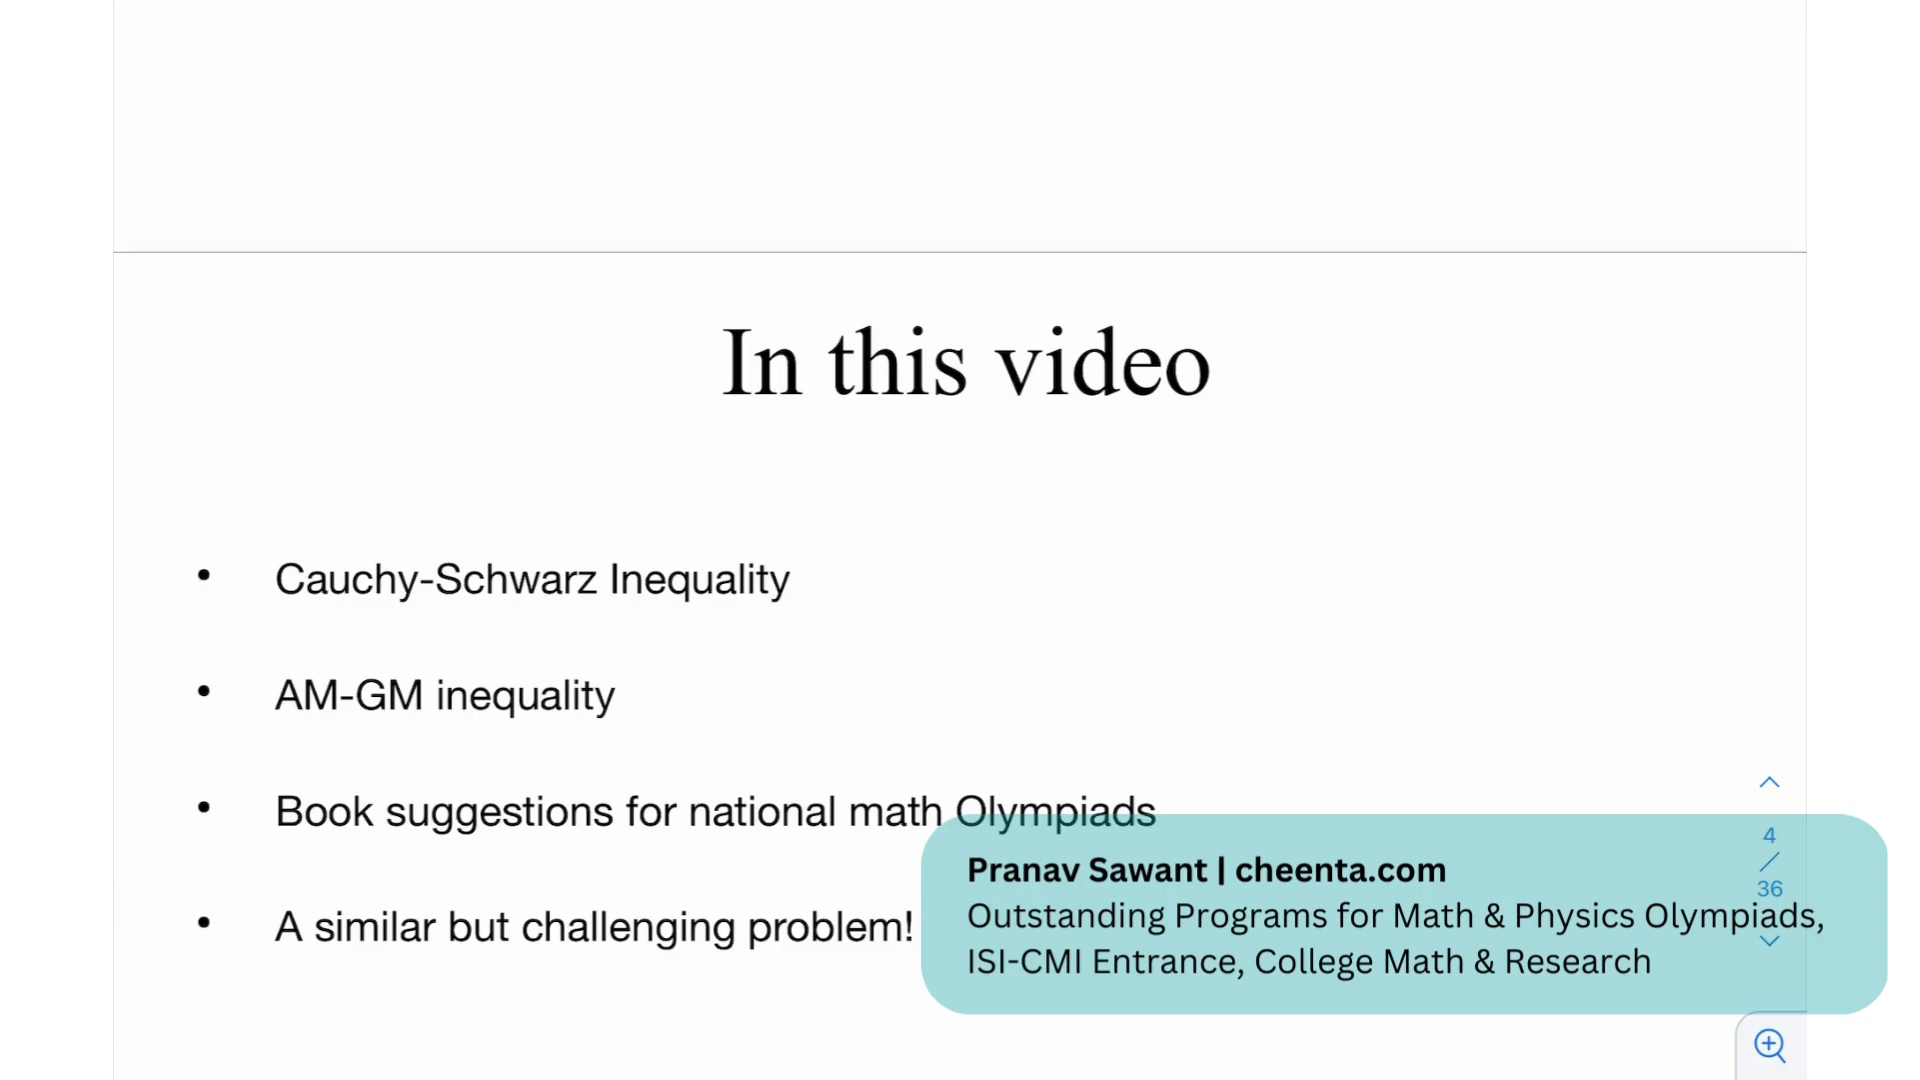 In this video
• Cauchy-Schwarz Inequality
• AM-GM inequality
• Book suggestions for national math Olympiads
• A similar but challenging problem!
Pranav Sawant | cheenta.com
Outstanding Programs for Math & Physics Olympiads,
ISI-CMI Entrance, College Math & Research
4
/
36